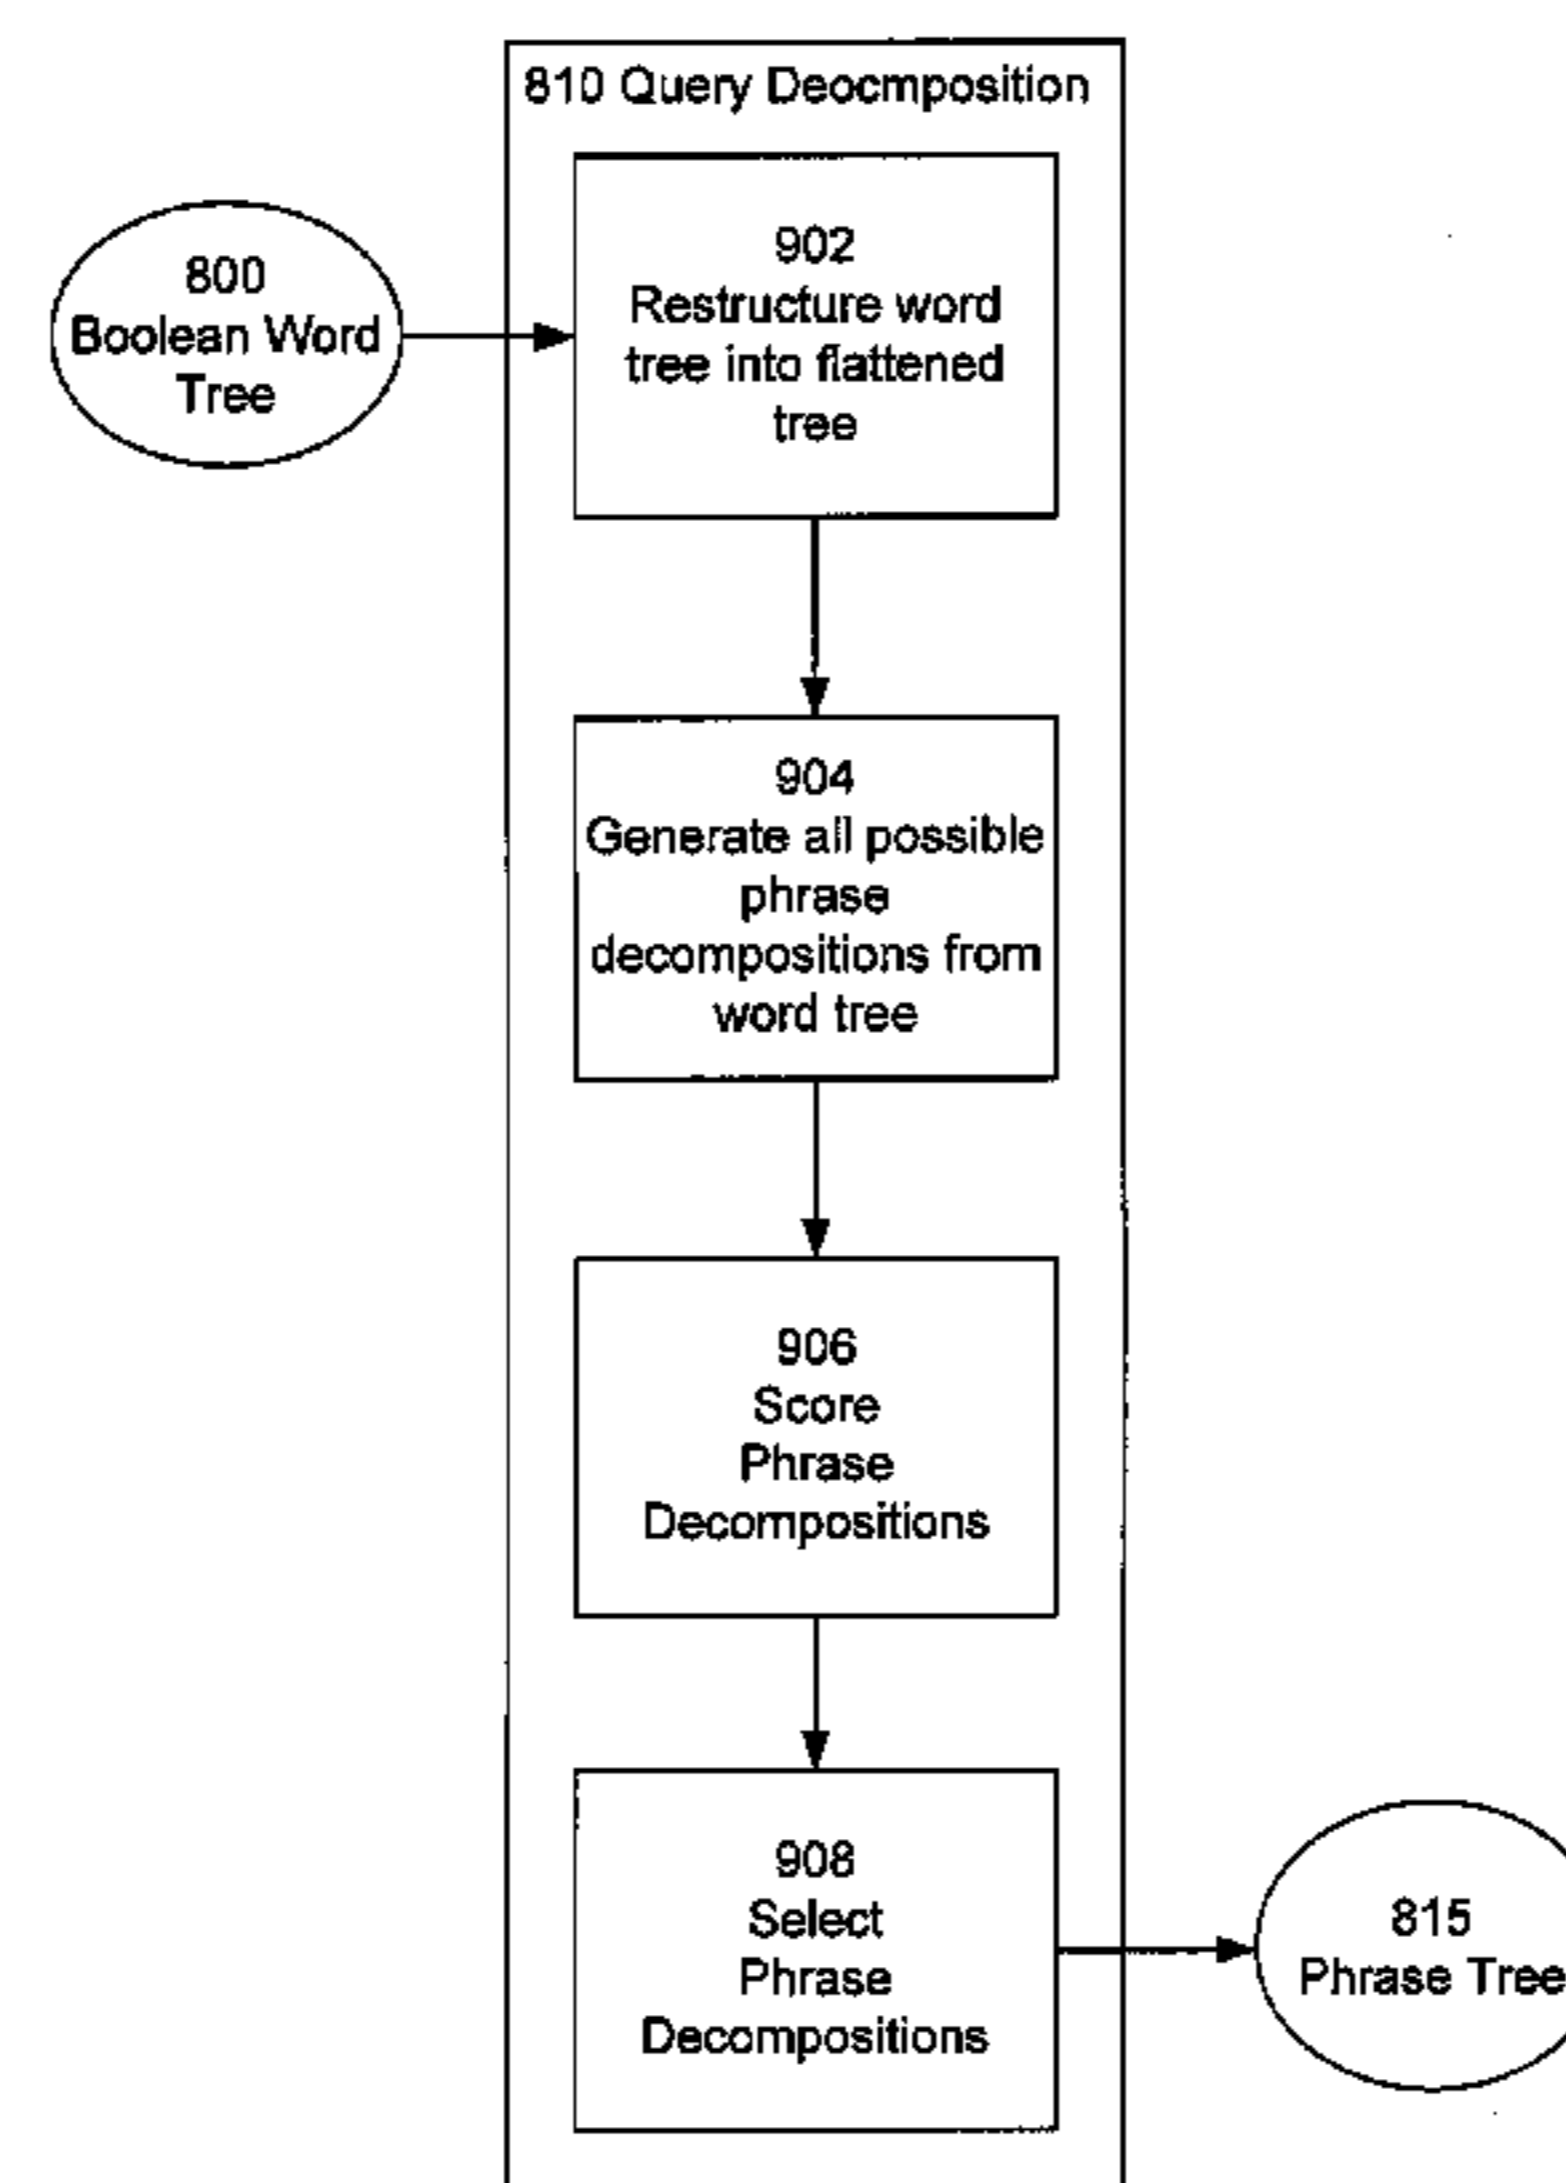 810 Query Deocmposition
800
Boolean Word
Tree
902
Restructure word
tree into flattened
tree
904
Generate all possible
phrase
decompositions from
word tree
906
Score
Phrase
Decompositions
908
Select
Phrase
Decompositions
815
Phrase Tree